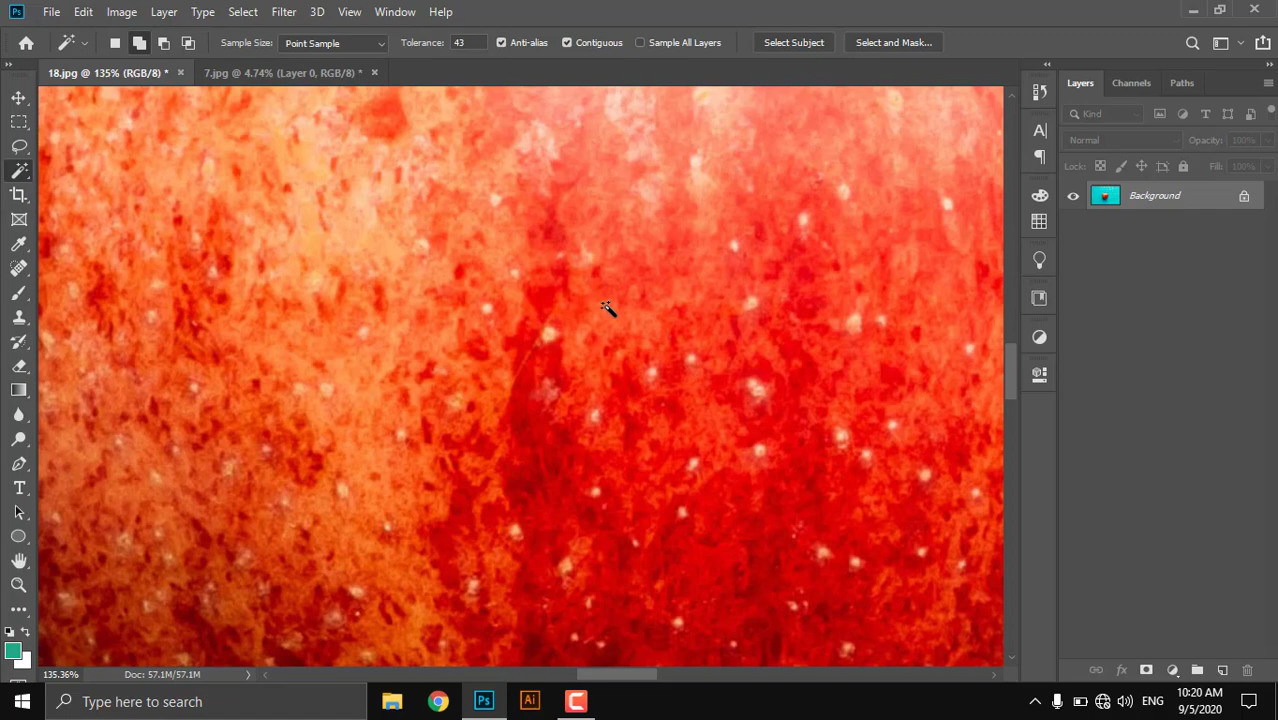 Ps File Edit Image Layer Type Select Filter 3D View Window Help
Sample Size: Point Sample Tolerance: 43 Anti-alias Contiguous Sample All Layers Select Subject Select and Mask...
18.jpg @ 135% (RGB/8) * × 7.jpg @ 4.74% (Layer 0, RGB/8) * ×
Layers Channels Paths
Kind
Normal Opacity: 100%
Lock: Fill: 100%
Background
135.36% Doc: 57.1M/57.1M
Type here to search Ps Ai ENG
9/5/2020